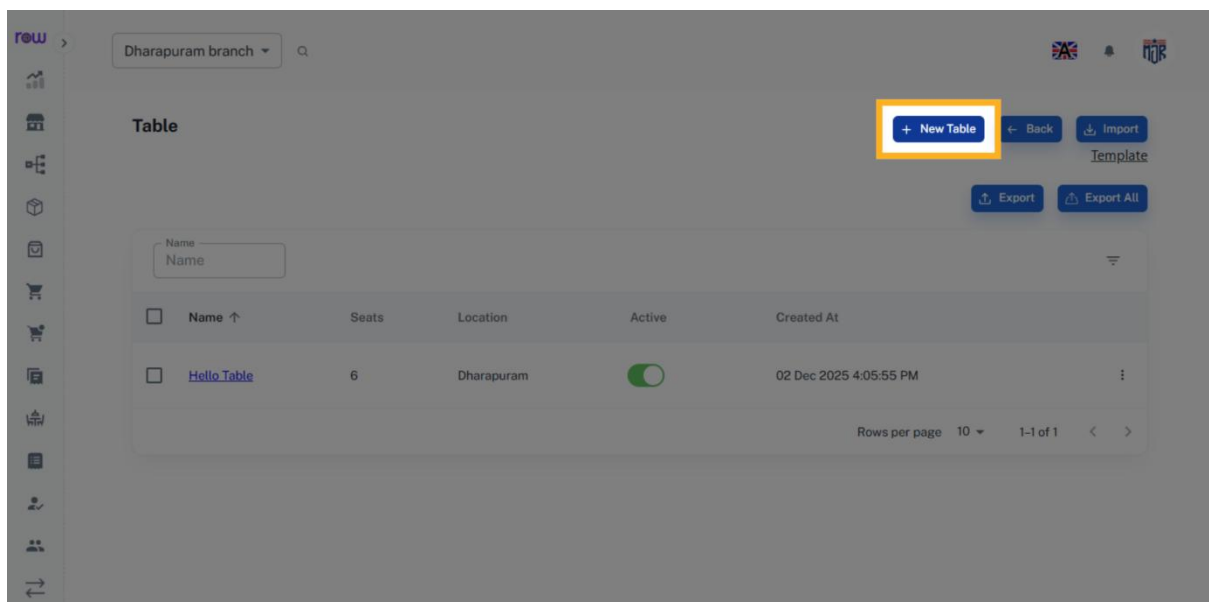 row
Dharapuram branch
A
MJR
Table
+ New Table
← Back
Import
Template
Export
Export All
Name
Name
Name ↑ Seats Location Active Created At
Hello Table 6 Dharapuram 02 Dec 2025 4:05:55 PM
Rows per page 10 1-1 of 1 < >